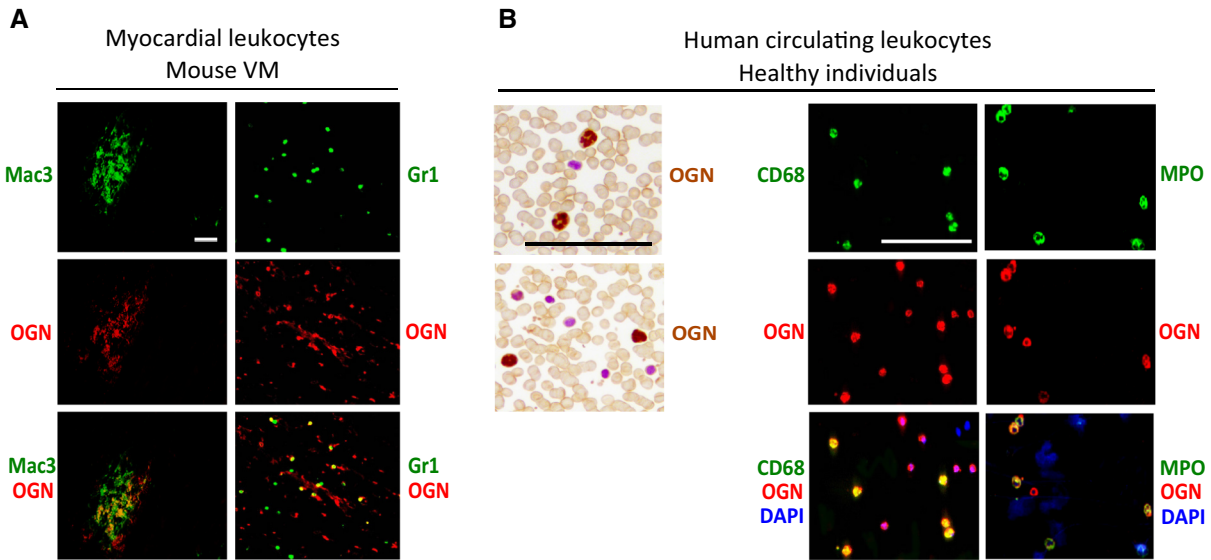 A
Myocardial leukocytes
Mouse VM
Mac3
Gr1
OGN
OGN
Mac3
OGN
Gr1
OGN
B
Human circulating leukocytes
Healthy individuals
OGN
CD68
MPO
OGN
OGN
OGN
CD68
OGN
DAPI
MPO
OGN
DAPI